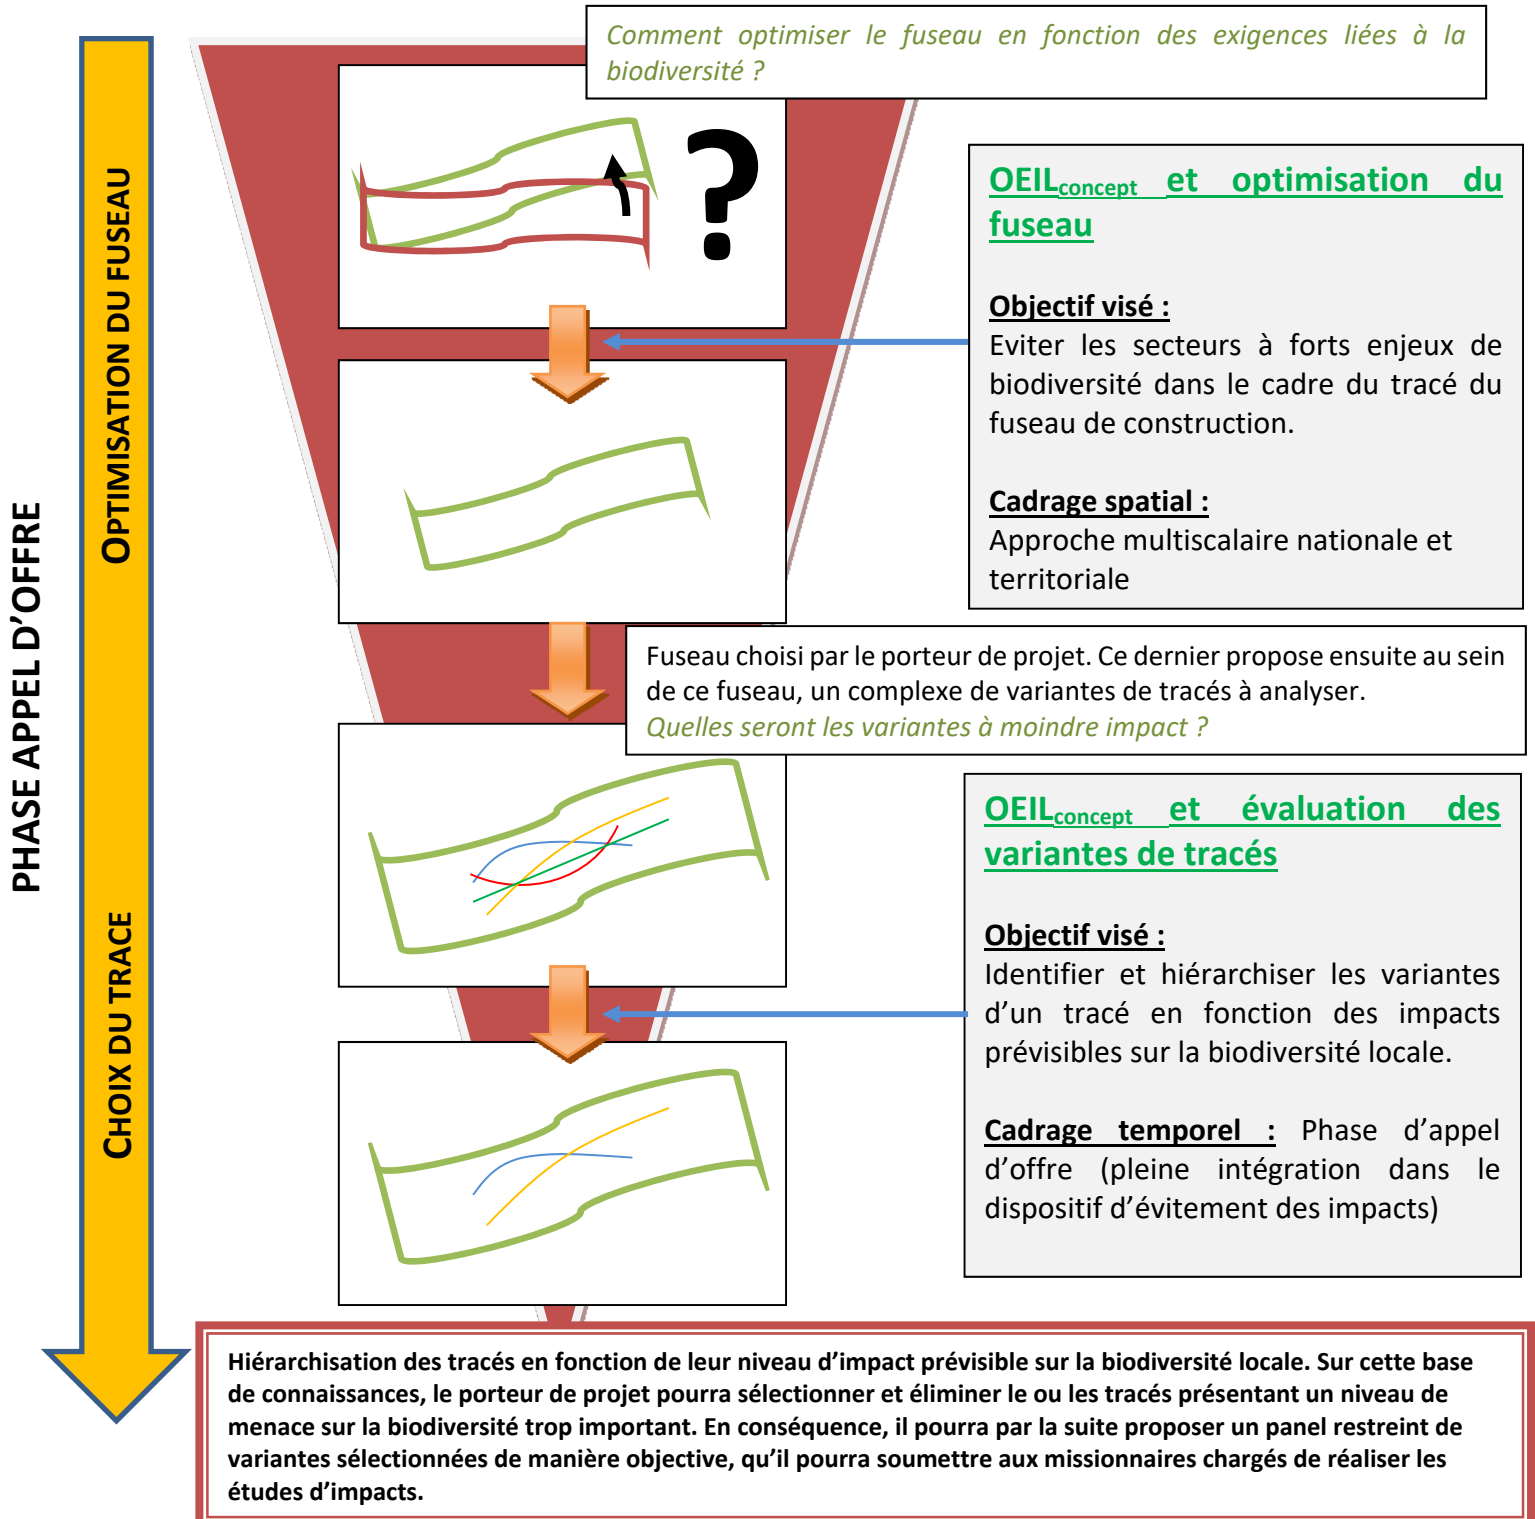 PHASE APPEL D’OFFRE
OPTIMISATION DU FUSEAU
CHOIX DU TRACE
Comment optimiser le fuseau en fonction des exigences liées à la
biodiversité ?
?
OEILconcept et optimisation du
fuseau
Objectif visé :
Eviter les secteurs à forts enjeux de
biodiversité dans le cadre du tracé du
fuseau de construction.
Cadrage spatial :
Approche multiscalaire nationale et
territoriale
Fuseau choisi par le porteur de projet. Ce dernier propose ensuite au sein
de ce fuseau, un complexe de variantes de tracés à analyser.
Quelles seront les variantes à moindre impact ?
OEILconcept et évaluation des
variantes de tracés
Objectif visé :
Identifier et hiérarchiser les variantes
d’un tracé en fonction des impacts
prévisibles sur la biodiversité locale.
Cadrage temporel : Phase d’appel
d’offre (pleine intégration dans le
dispositif d’évitement des impacts)
Hiérarchisation des tracés en fonction de leur niveau d’impact prévisible sur la biodiversité locale. Sur cette base
de connaissances, le porteur de projet pourra sélectionner et éliminer le ou les tracés présentant un niveau de
menace sur la biodiversité trop important. En conséquence, il pourra par la suite proposer un panel restreint de
variantes sélectionnées de manière objective, qu’il pourra soumettre aux missionnaires chargés de réaliser les
études d’impacts.